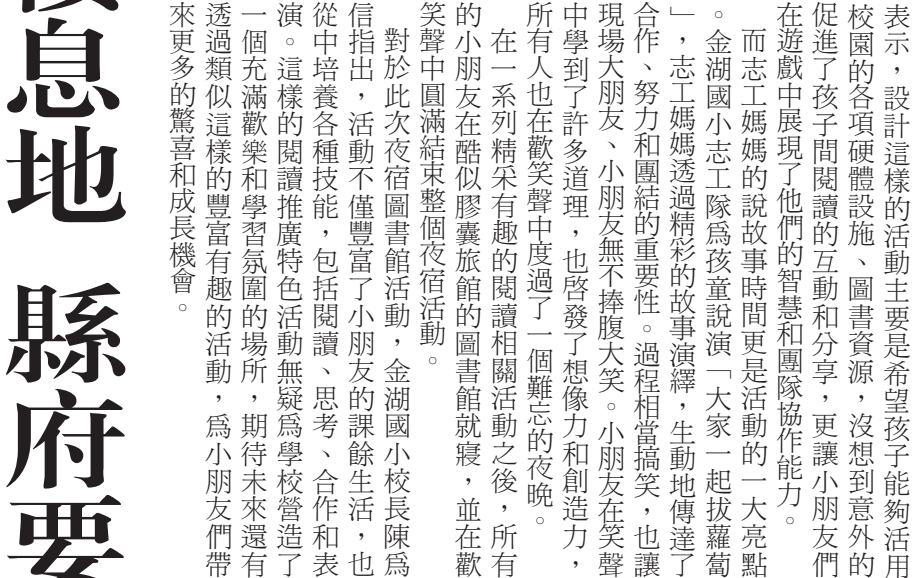 表示，設計這樣的活動主要是希望孩子能夠活用
校園的各項硬體設施、圖書資源，沒想到意外的
促進了孩子間閱讀的互動和分享，更讓小朋友們
在遊戲中展現了他們的智慧和團隊協作能力。
而志工媽媽的說故事時間更是活動的一大亮點
。金湖國小志工隊爲孩童說演「大家一起拔蘿蔔
」，志工媽媽透過精彩的故事演繹，生動地傳達了
合作、努力和團結的重要性。過程相當搞笑，也讓
現場大朋友、小朋友無不捧腹大笑。小朋友在笑聲
中學到了許多道理，也啓發了想像力和創造力，
所有人也在歡笑聲中度過了一個難忘的夜晚。
在一系列精采有趣的閱讀相關活動之後，所有
的小朋友在酷似膠囊旅館的圖書館就寢，並在歡
笑聲中圓滿結束整個夜宿活動。
對於此次夜宿圖書館活動，金湖國小校長陳爲
信指出，活動不僅豐富了小朋友的課餘生活，也
從中培養各種技能，包括閱讀、思考、合作和表
演。這樣的閱讀推廣特色活動無疑爲學校營造了
一個充滿歡樂和學習氛圍的場所，期待未來還有
透過類似這樣的豐富有趣的活動，爲小朋友們帶
來更多的驚喜和成長機會。
息地 縣府要